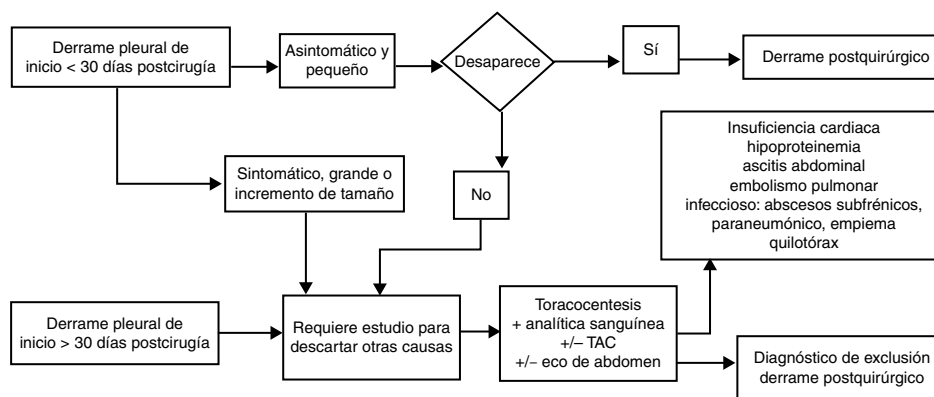 Derrame pleural de
inicio < 30 días postcirugía
Asintomático y
pequeño
Desaparece
Sí
Derrame postquirúrgico
Sintomático, grande o
incremento de tamaño
No
Insuficiencia cardiaca
hipoproteinemia
ascitis abdominal
embolismo pulmonar
infeccioso: abscesos subfrénicos,
paraneumónico, empiema
quilotórax
Derrame pleural de
inicio > 30 días postcirugía
Requiere estudio para
descartar otras causas
Toracocentesis
+ analítica sanguínea
+/– TAC
+/– eco de abdomen
Diagnóstico de exclusión
derrame postquirúrgico